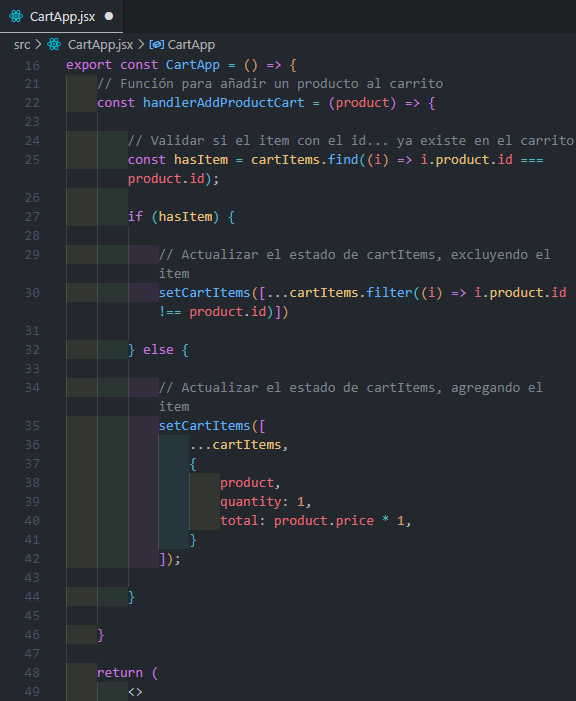 CartApp.jsx
src > CartApp.jsx > CartApp
16 export const CartApp = () => {
21 // Función para añadir un producto al carrito
22 const handlerAddProductCart = (product) => {
23
24 // Validar si el item con el id... ya existe en el carrito
25 const hasItem = cartItems.find((i) => i.product.id ===
product.id);
26
27 if (hasItem) {
28
29 // Actualizar el estado de cartItems, excluyendo el
item
30 setCartItems([...cartItems.filter((i) => i.product.id
!== product.id)])
31
32 } else {
33
34 // Actualizar el estado de cartItems, agregando el
item
35 setCartItems([
36 ...cartItems,
37 {
38 product,
39 quantity: 1,
40 total: product.price * 1,
41 }
42 ]);
43
44 }
45
46 }
47
48 return (
49 <>